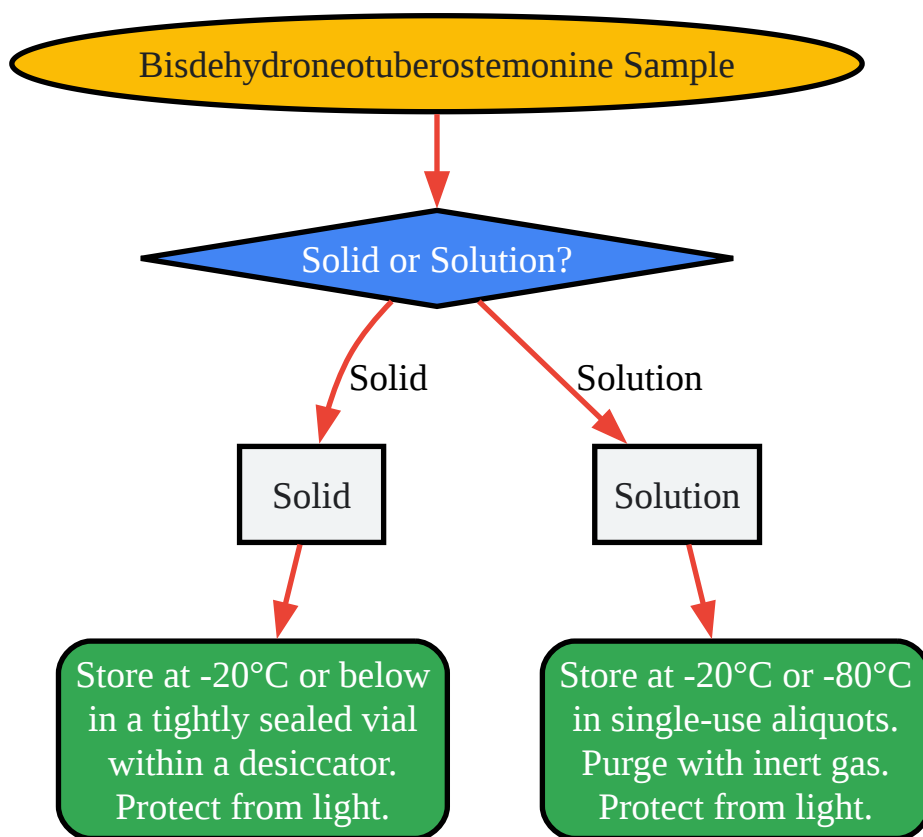 Bisdehydroneotuberostemonine Sample
Solid or Solution?
Solid
Solution
Solid
Solution
Store at -20°C or below
in a tightly sealed vial
within a desiccator.
Protect from light.
Store at -20°C or -80°C
in single-use aliquots.
Purge with inert gas.
Protect from light.